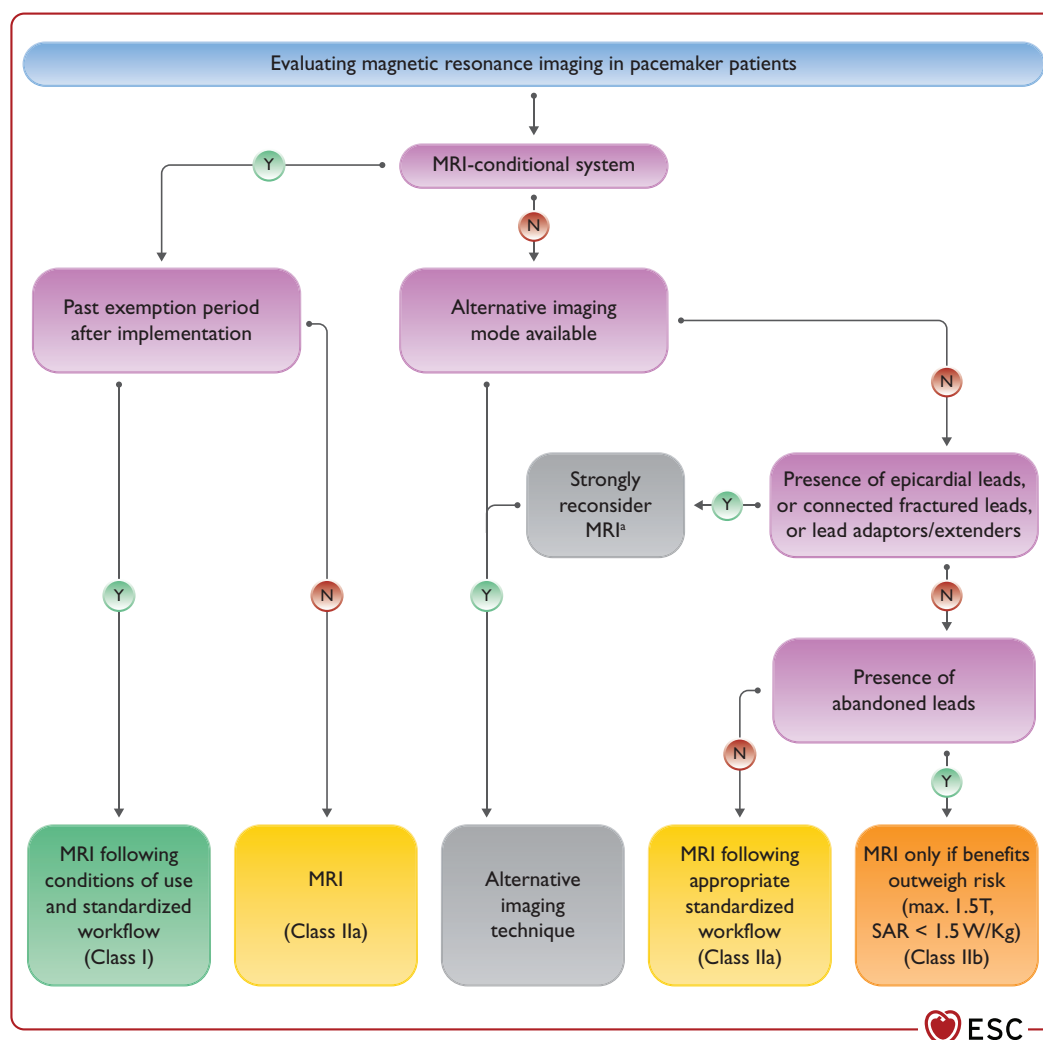 Evaluating magnetic resonance imaging in pacemaker patients
Y
MRI-conditional system
N
Past exemption period
after implementation
Alternative imaging
mode available
N
Strongly
reconsider
MRIᵃ
Y
Presence of epicardial leads,
or connected fractured leads,
or lead adaptors/extenders
Y
N
Y
N
Presence of
abandoned leads
N
Y
MRI following
conditions of use
and standardized
workflow
(Class I)
MRI
(Class IIa)
Alternative
imaging
technique
MRI following
appropriate
standardized
workflow
(Class IIa)
MRI only if benefits
outweigh risk
(max. 1.5T,
SAR < 1.5 W/Kg)
(Class IIb)
ESC